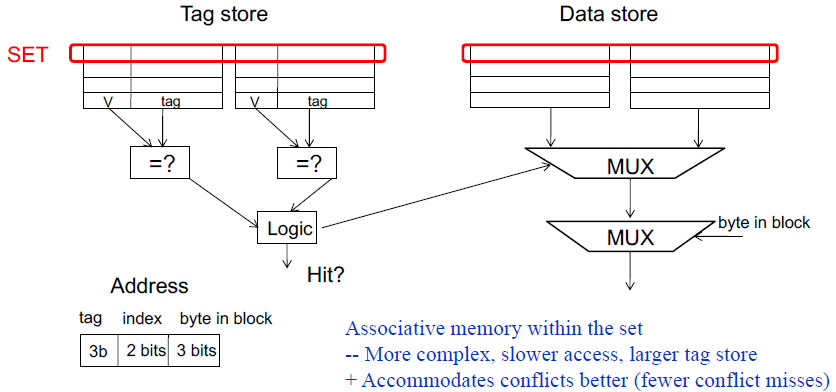 Tag store
Data store
SET
V
tag
V
tag
=?
=?
MUX
Logic
MUX
byte in block
Hit?
Address
tag index byte in block
3b 2 bits 3 bits
Associative memory within the set
-- More complex, slower access, larger tag store
+ Accommodates conflicts better (fewer conflict misses)